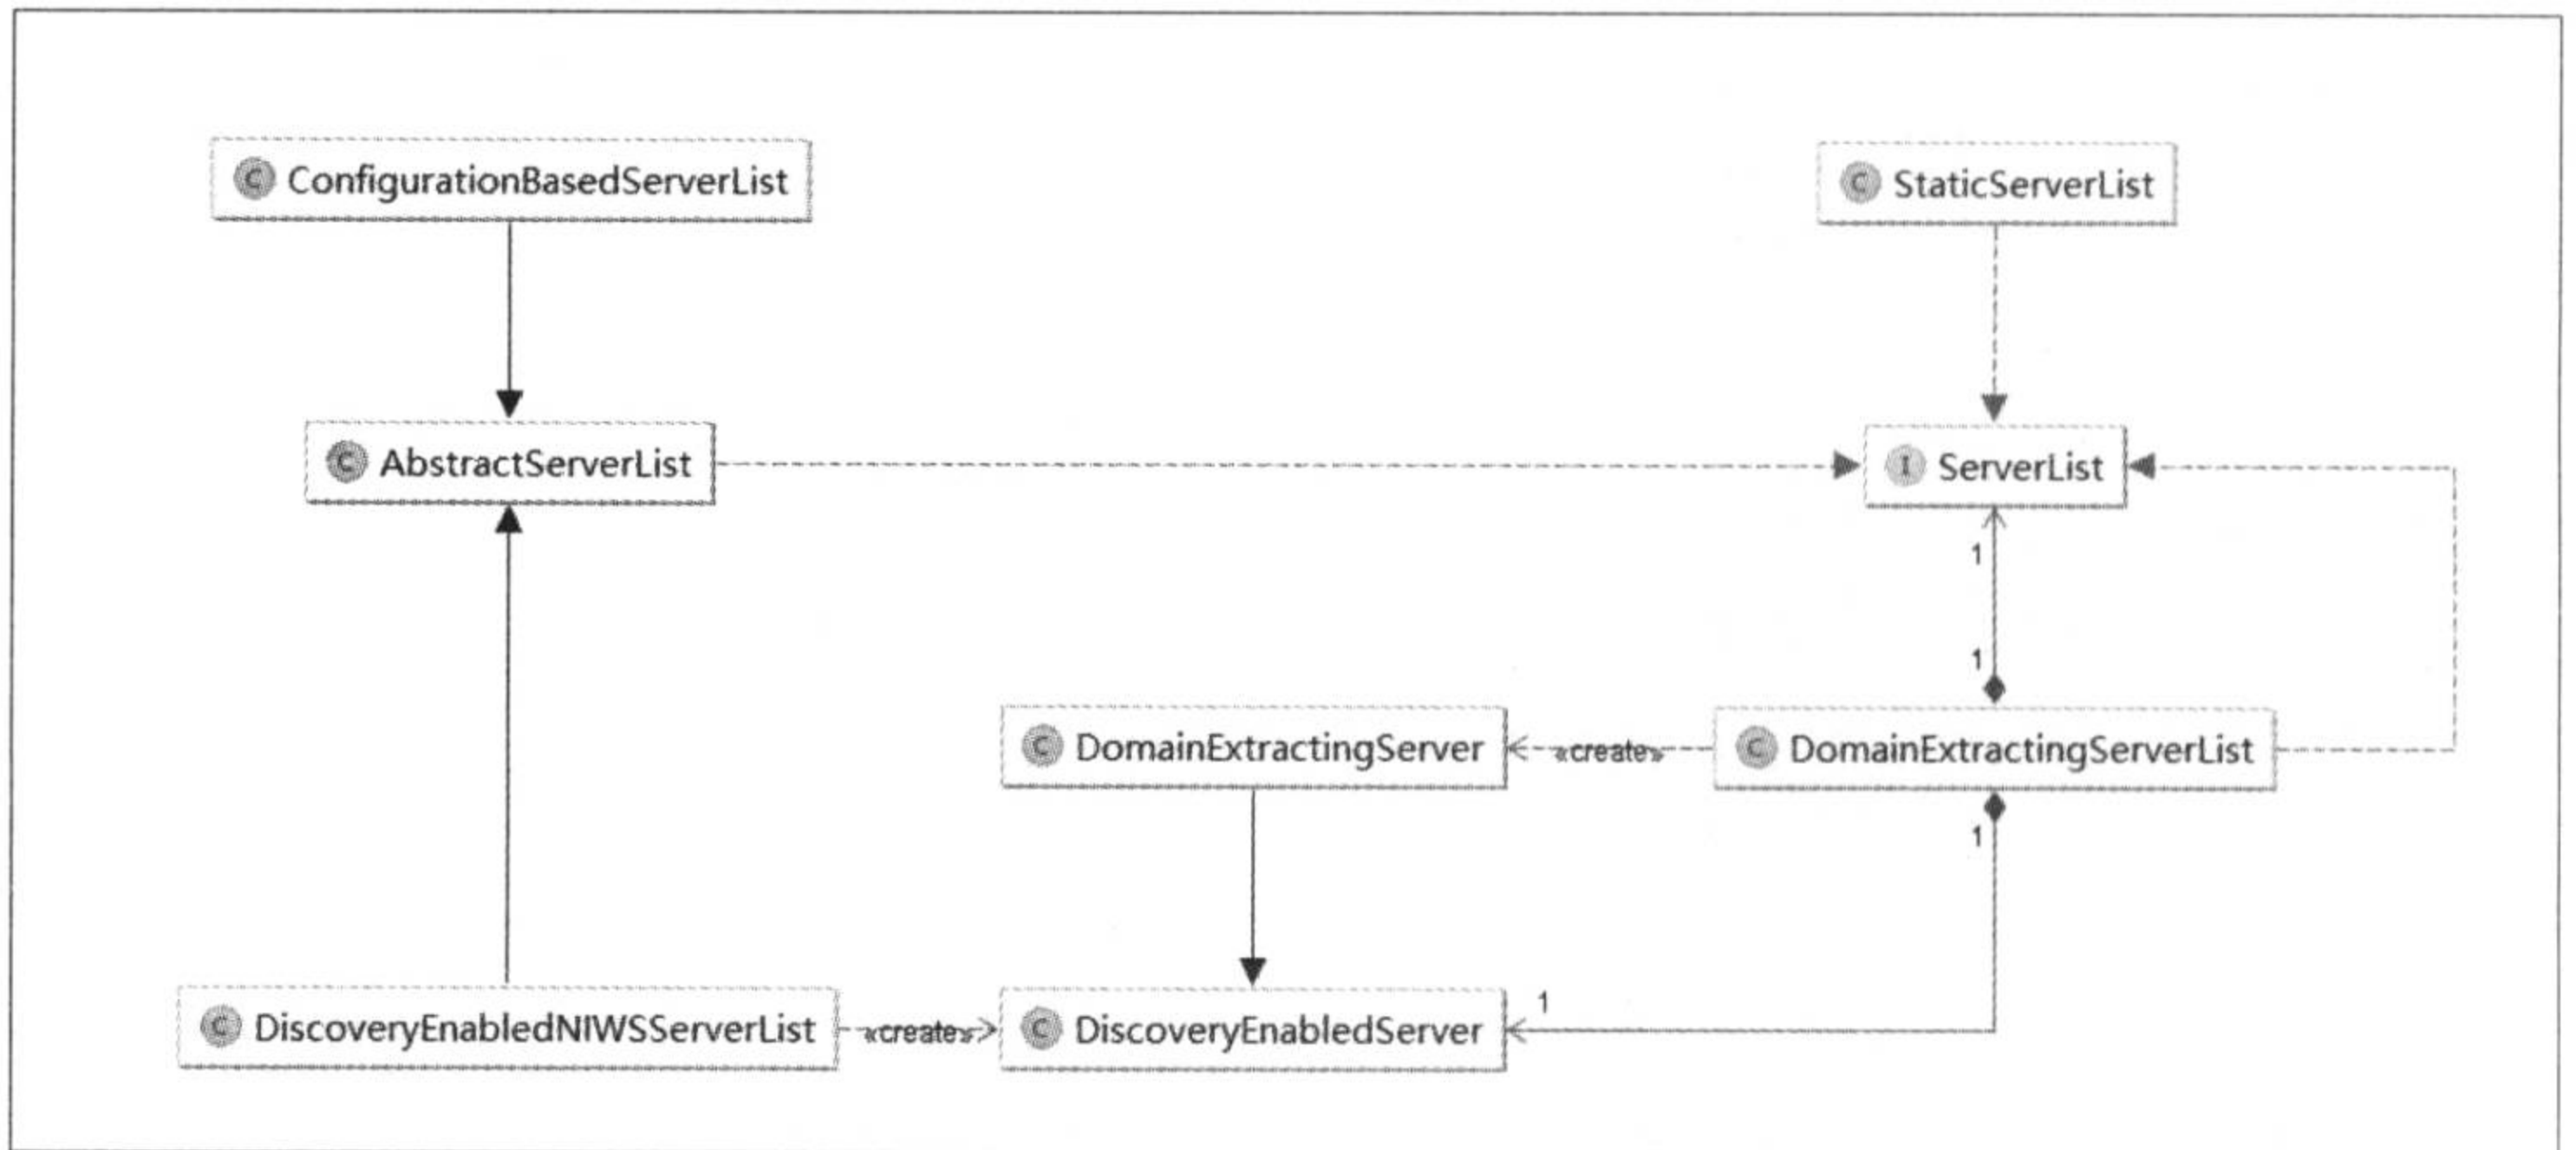 C ConfigurationBasedServerList
C StaticServerList
C AbstractServerList
I ServerList
1
1
C DomainExtractingServer
«create»
C DomainExtractingServerList
1
C DiscoveryEnabledNIWSServerList
«create»
C DiscoveryEnabledServer
1